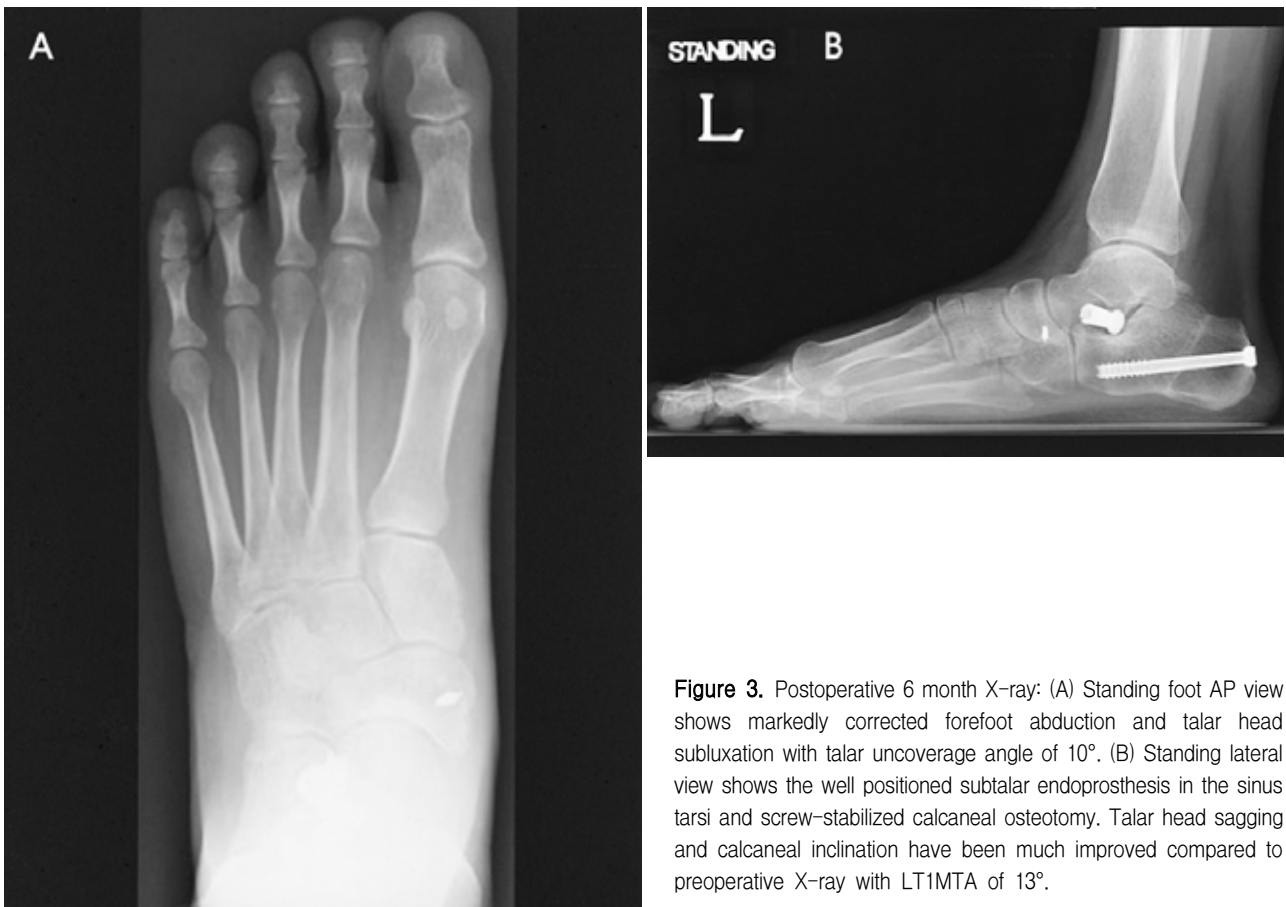 A
STANDING B
L
Figure 3. Postoperative 6 month X-ray: (A) Standing foot AP view
shows markedly corrected forefoot abduction and talar head
subluxation with talar uncoverage angle of 10°. (B) Standing lateral
view shows the well positioned subtalar endoprosthesis in the sinus
tarsi and screw-stabilized calcaneal osteotomy. Talar head sagging
and calcaneal inclination have been much improved compared to
preoperative X-ray with LT1MTA of 13°.